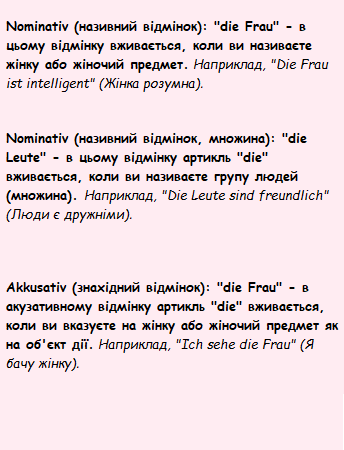 Nominativ (називний відмінок): "die Frau" - в
цьому відмінку вживається, коли ви називаєте
жінку або жіночий предмет. Наприклад, "Die Frau
ist intelligent" (Жінка розумна).
Nominativ (називний відмінок, множина): "die
Leute" - в цьому відмінку артикль "die"
вживається, коли ви називаєте групу людей
(множина). Наприклад, "Die Leute sind freundlich"
(Люди є дружніми).
Akkusativ (знахідний відмінок): "die Frau" - в
акузативному відмінку артикль "die" вживається,
коли ви вказуєте на жінку або жіночий предмет як
на об'єкт дії. Наприклад, "Ich sehe die Frau" (Я
бачу жінку).